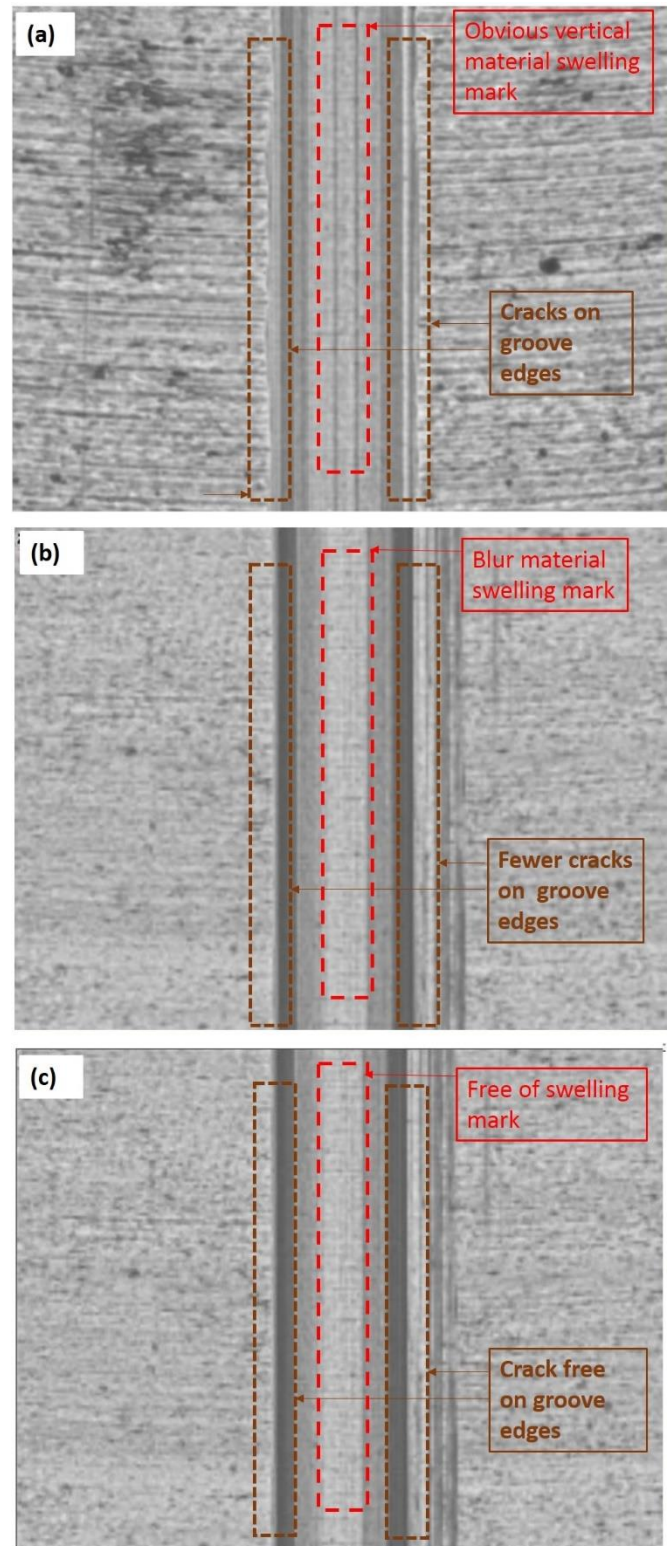 (a)
Obvious vertical
material swelling
mark
Cracks on
groove
edges
(b)
Blur material
swelling mark
Fewer cracks
on groove
edges
(c)
Free of swelling
mark
Crack free
on groove
edges